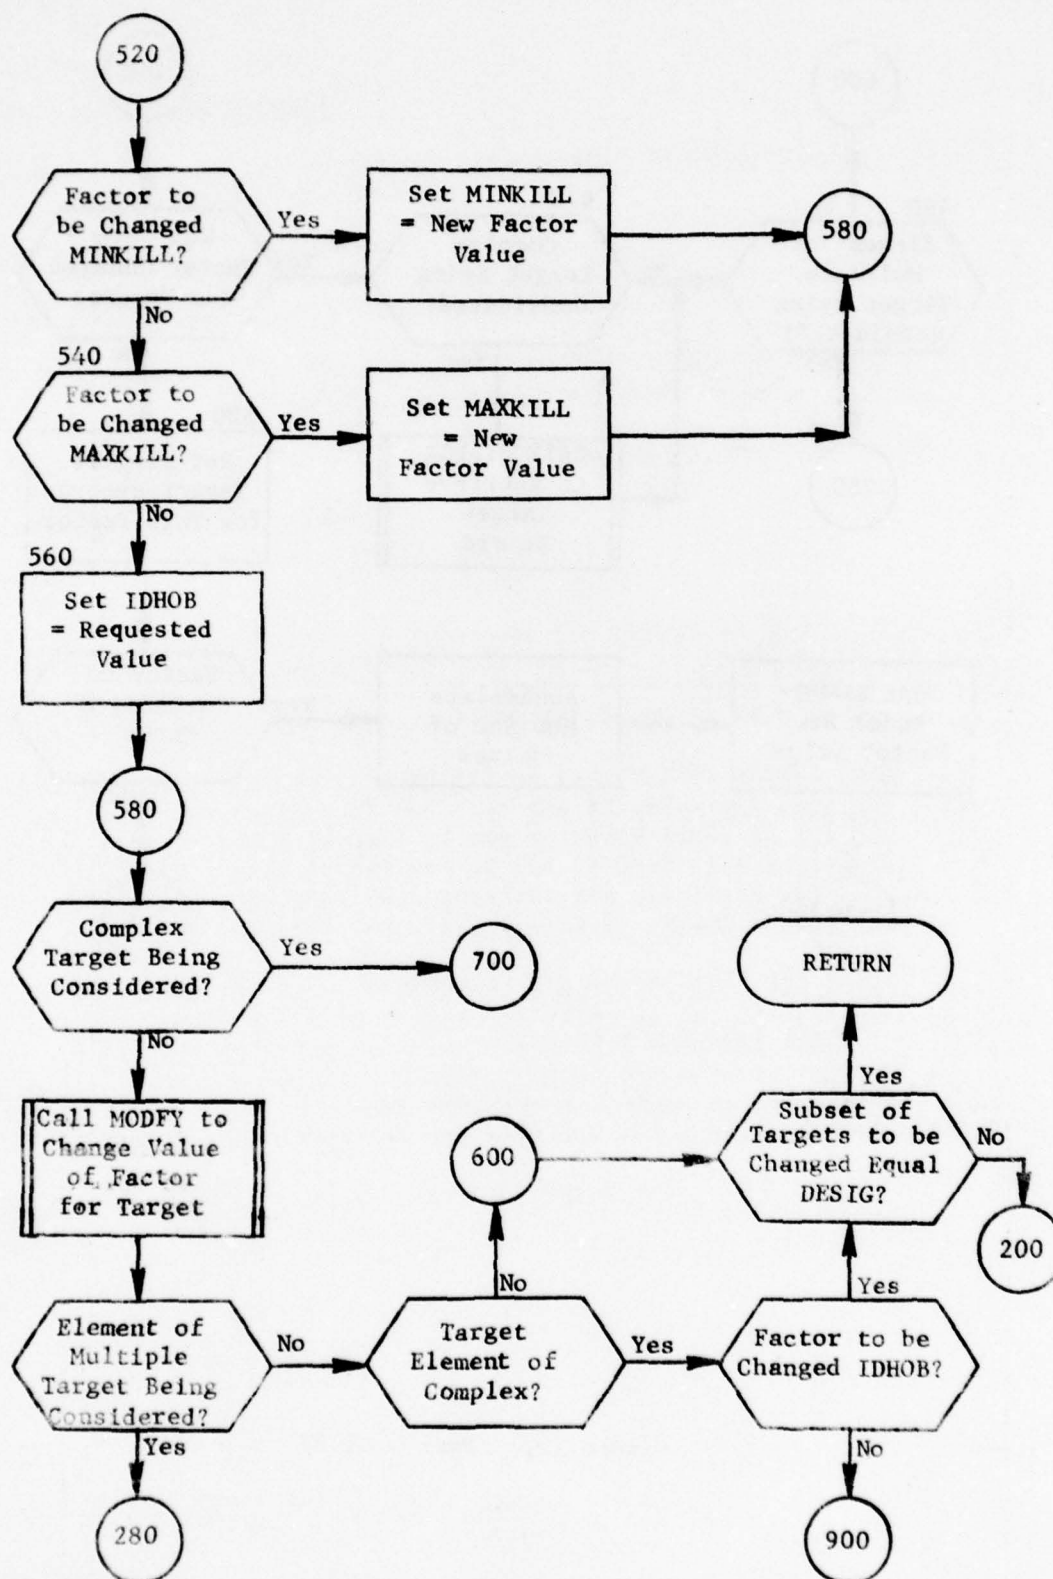 520
Factor to
be Changed
MINKILL?
Yes
Set MINKILL
= New Factor
Value
580
No
540
Factor to
be Changed
MAXKILL?
Yes
Set MAXKILL
= New
Factor Value
No
560
Set IDHOB
= Requested
Value
580
Complex
Target Being
Considered?
Yes
700
RETURN
No
Yes
Call MODFY to
Change Value
of Factor
for Target
600
Subset of
Targets to be
Changed Equal
DESIG?
No
200
No
Yes
Element of
Multiple
Target Being
Considered?
No
Target
Element of
Complex?
Yes
Factor to be
Changed IDHOB?
Yes
No
280
900